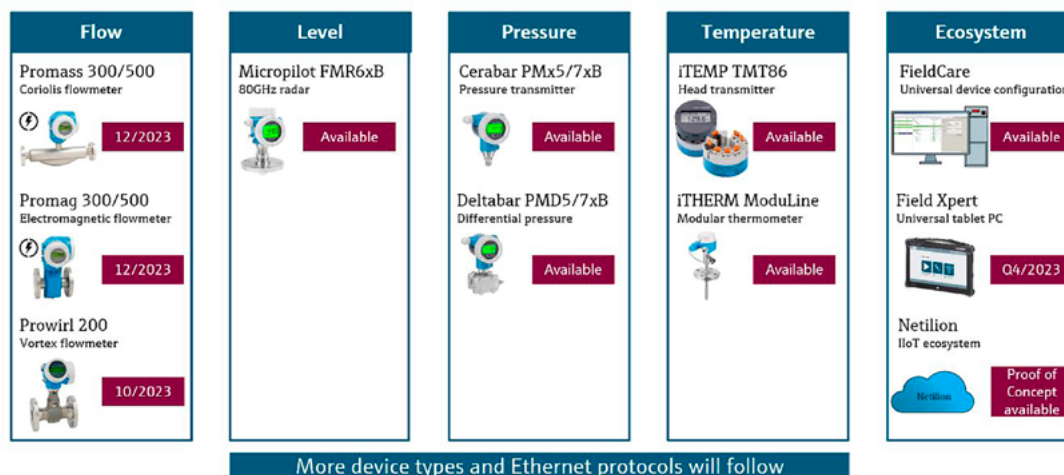 Flow
Promass 300/500
Coriolis flowmeter
12/2023
Promag 300/500
Electromagnetic flowmeter
12/2023
Prowirl 200
Vortex flowmeter
10/2023
Level
Micropilot FMR6xB
80GHz radar
Available
Pressure
Cerabar PMx5/7xB
Pressure transmitter
Available
Deltabar PMD5/7xB
Differential pressure
Available
Temperature
iTEMP TMT86
Head transmitter
Available
iTHERM ModuLine
Modular thermometer
Available
Ecosystem
FieldCare
Universal device configuration
Available
Field Xpert
Universal tablet PC
Q4/2023
Netilion
IIoT ecosystem
Netilion
Proof of
Concept
available
More device types and Ethernet protocols will follow